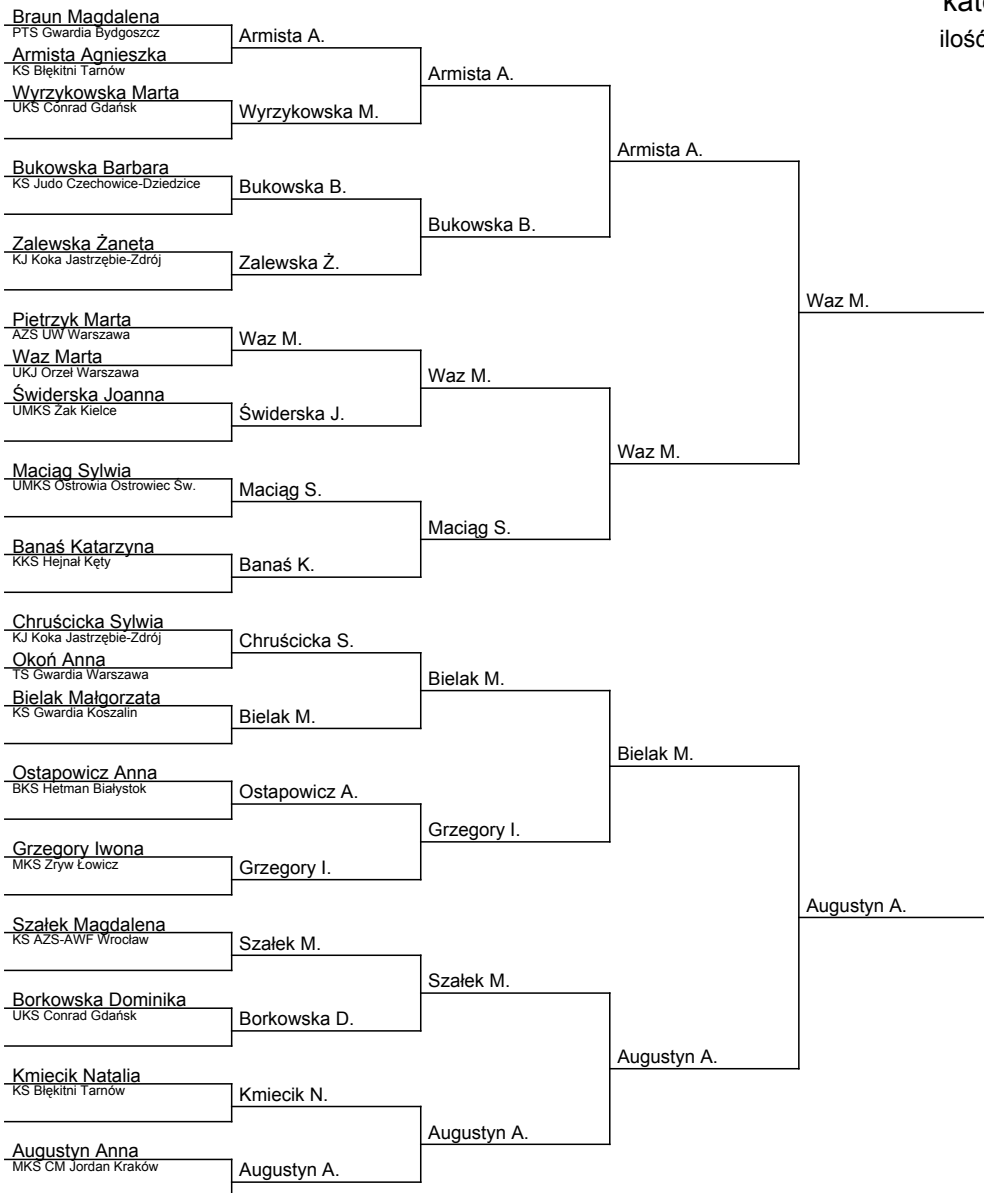 kate
ilość
Braun Magdalena
PTS Gwardia Bydgoszcz
Armista Agnieszka
KS Błękitni Tarnów
Wyrzykowska Marta
UKS Conrad Gdańsk
Bukowska Barbara
KS Judo Czechowice-Dziedzice
Zalewska Żaneta
KJ Koka Jastrzębie-Zdrój
Pietrzyk Marta
AZS UW Warszawa
Waz Marta
UKJ Orzeł Warszawa
Świderska Joanna
UMKS Żak Kielce
Maciąg Sylwia
UMKS Ostrowia Ostrowiec Św.
Banaś Katarzyna
KKS Hejnał Kęty
Chruścicka Sylwia
KJ Koka Jastrzębie-Zdrój
Okoń Anna
TS Gwardia Warszawa
Bielak Małgorzata
KS Gwardia Koszalin
Ostapowicz Anna
BKS Hetman Białystok
Grzegory Iwona
MKS Zryw Łowicz
Szałek Magdalena
KS AZS-AWF Wrocław
Borkowska Dominika
UKS Conrad Gdańsk
Kmiecik Natalia
KS Błękitni Tarnów
Augustyn Anna
MKS CM Jordan Kraków
Armista A.
Wyrzykowska M.
Bukowska B.
Zalewska Ż.
Waz M.
Świderska J.
Maciąg S.
Banaś K.
Chruścicka S.
Bielak M.
Ostapowicz A.
Grzegory I.
Szałek M.
Borkowska D.
Kmiecik N.
Augustyn A.
Armista A.
Bukowska B.
Waz M.
Maciąg S.
Bielak M.
Grzegory I.
Szałek M.
Augustyn A.
Armista A.
Waz M.
Bielak M.
Augustyn A.
Waz M.
Augustyn A.